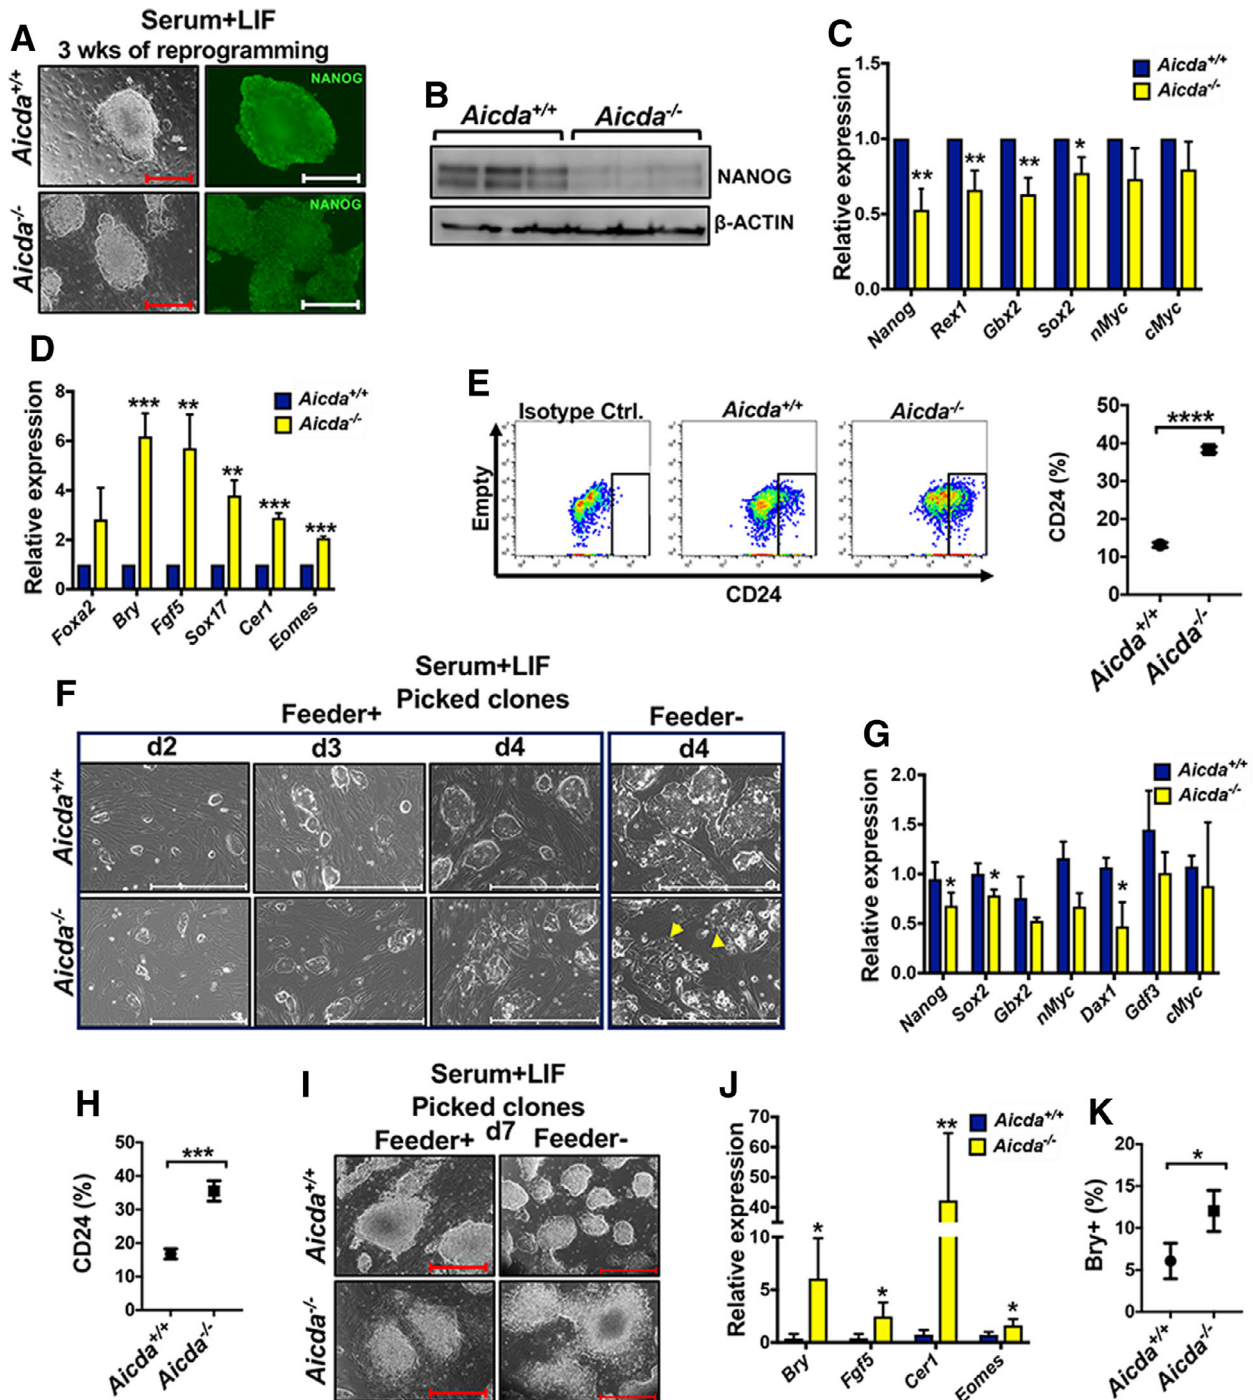 A
Serum+LIF
3 wks of reprogramming
Aicda+/+
NANOG
Aicda-/-
NANOG
B
Aicda+/+ Aicda-/-
NANOG
β-ACTIN
C
Relative expression
1.5
1.0
0.5
0.0
Aicda+/+
Aicda-/-
** ** ** *
Nanog Rex1 Gbx2 Sox2 nMyc cMyc
D
Relative expression
8
6
4
2
0
Aicda+/+
Aicda-/-
*** ** ** *** ***
Foxa2 Bry Fgf5 Sox17 Cer1 Eomes
E
Isotype Ctrl. Aicda+/+ Aicda-/-
Empty
CD24
CD24 (%)
50
40
30
20
10
0
****
Aicda+/+ Aicda-/-
F
Serum+LIF
Picked clones
Feeder+ Feeder-
d2 d3 d4 d4
Aicda+/+
Aicda-/-
G
Relative expression
2.0
1.5
1.0
0.5
0.0
Aicda+/+
Aicda-/-
* * *
Nanog Sox2 Gbx2 nMyc Dax1 Gdf3 cMyc
H
CD24 (%)
50
40
30
20
10
0
***
Aicda+/+ Aicda-/-
I
Serum+LIF
Picked clones
d7
Feeder+ Feeder-
Aicda+/+
Aicda-/-
J
Relative expression
70
60
50
40
30
20
10
5
0
Aicda+/+
Aicda-/-
* * ** *
Bry Fgf5 Cer1 Eomes
K
Bry+ (%)
20
15
10
5
0
*
Aicda+/+ Aicda-/-